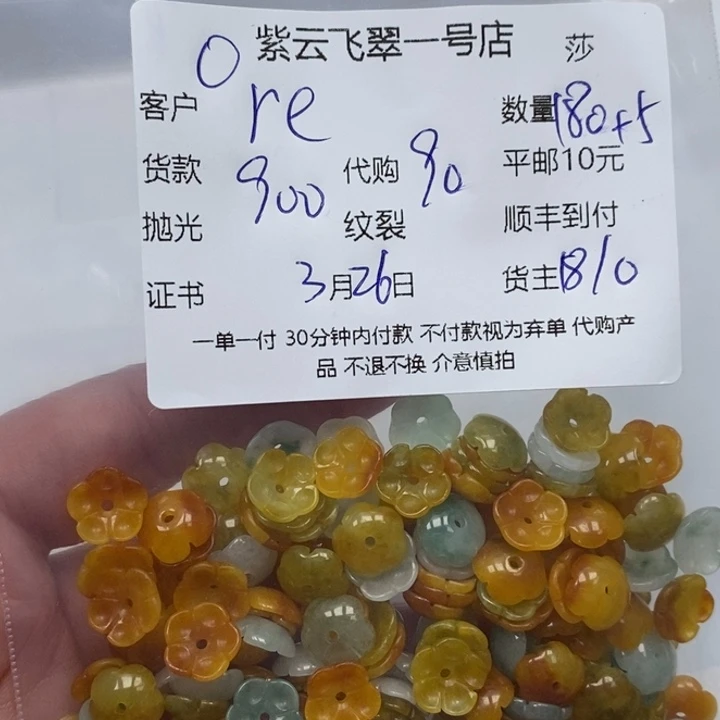 紫云飞翠一号店 莎
客户 Ore 数量 180+5
货款 900 代购 90 平邮10元
抛光 纹裂 顺丰到付
证书 3月26日 货主 1810
一单一付 30分钟内付款 不付款视为弃单 代购产
品 不退不换 介意慎拍